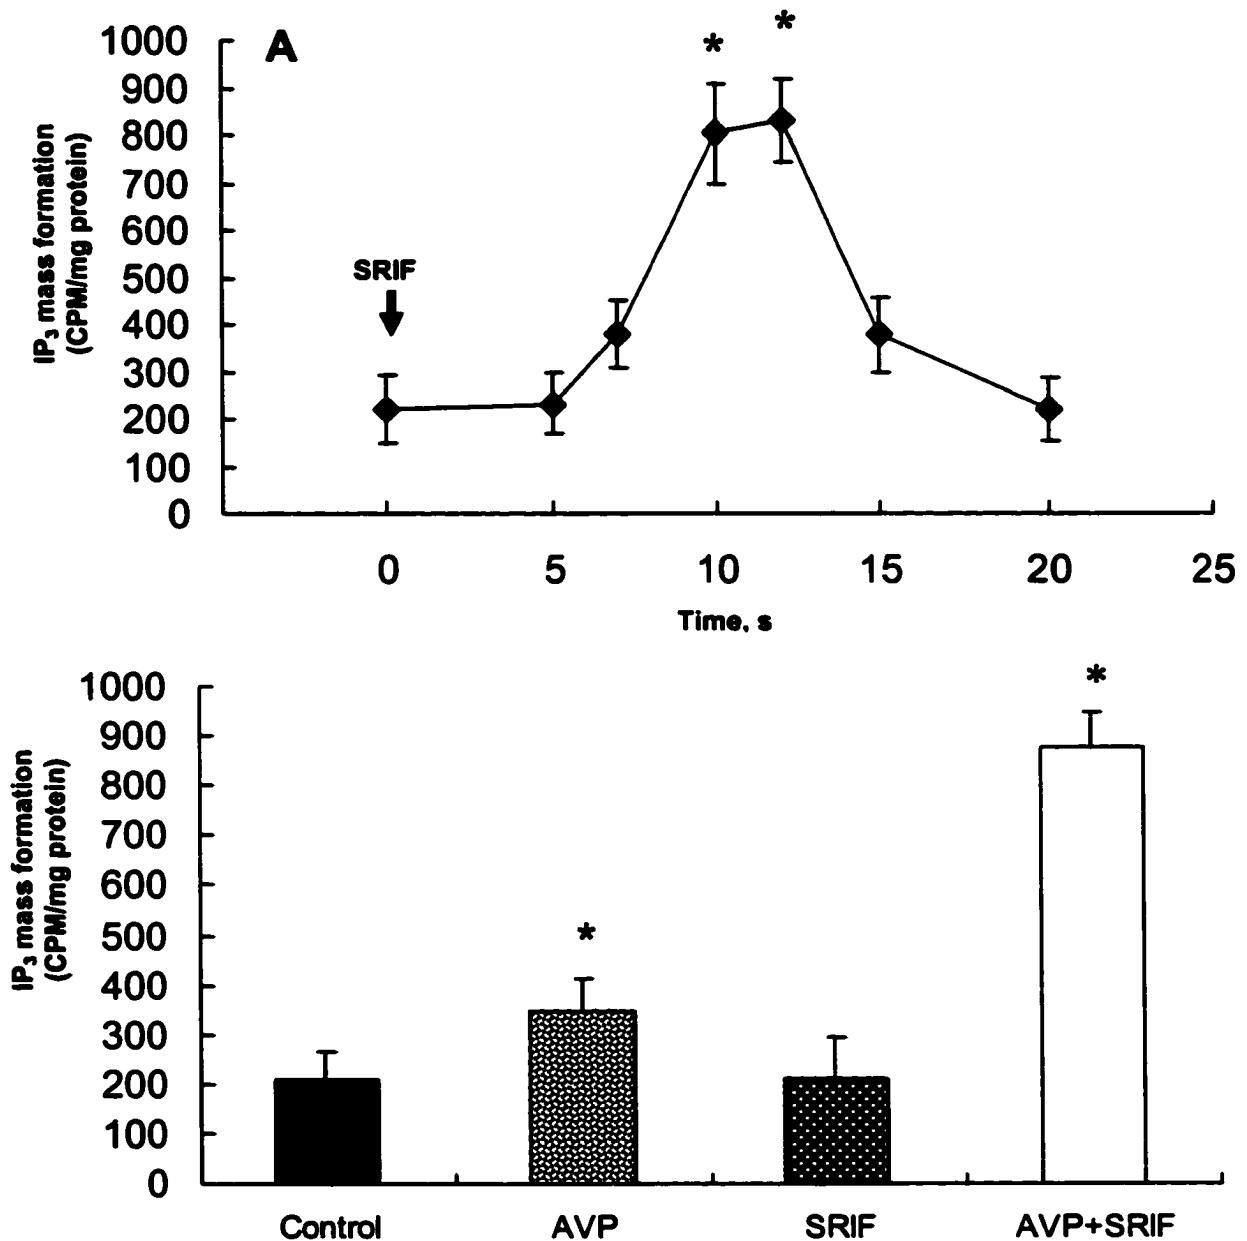 A
1000
900
800
700
600
500
400
300
200
100
0
IP₃ mass formation
(CPM/mg protein)
SRIF
*
*
0 5 10 15 20 25
Time, s
1000
900
800
700
600
500
400
300
200
100
0
IP₃ mass formation
(CPM/mg protein)
*
*
Control AVP SRIF AVP+SRIF